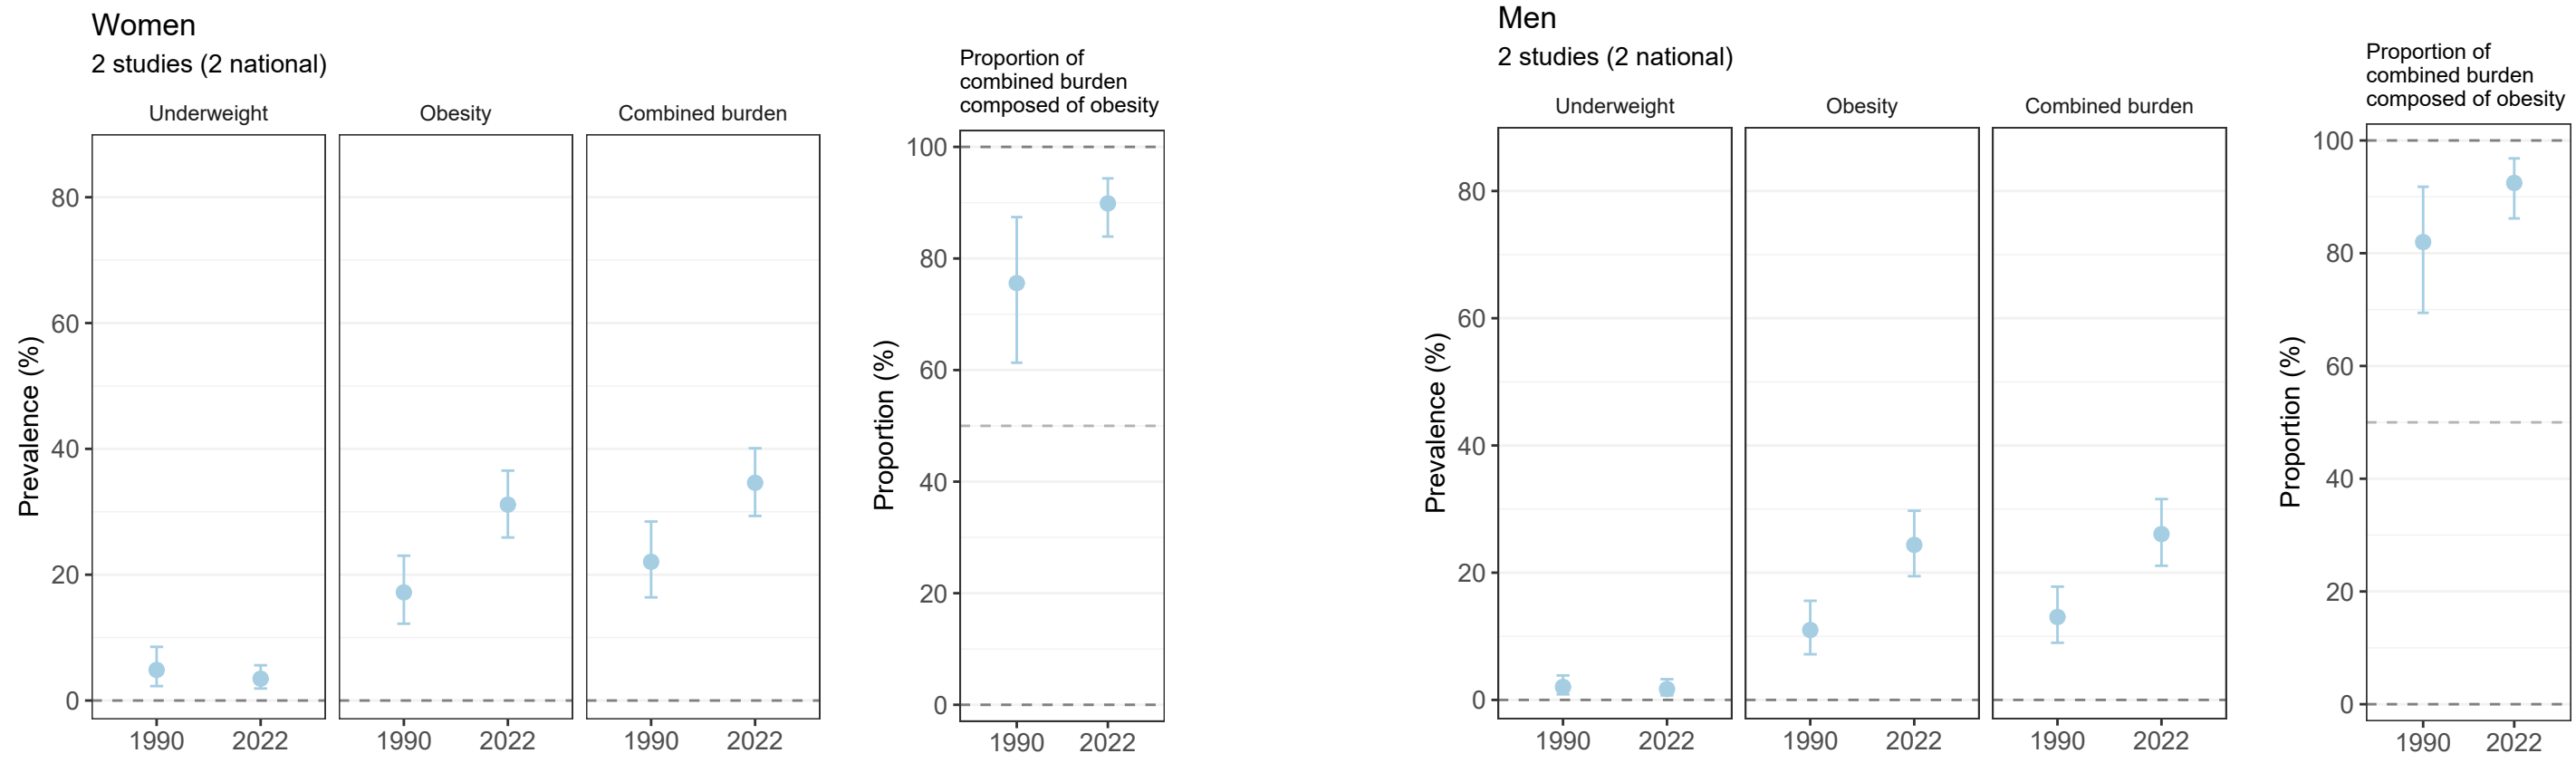 Women
2 studies (2 national)
Underweight
Obesity
Combined burden
Prevalence (%)
80
60
40
20
0
1990
2022
1990
2022
1990
2022
Proportion of
combined burden
composed of obesity
Proportion (%)
100
80
60
40
20
0
1990
2022
Men
2 studies (2 national)
Underweight
Obesity
Combined burden
Prevalence (%)
80
60
40
20
0
1990
2022
1990
2022
1990
2022
Proportion of
combined burden
composed of obesity
Proportion (%)
100
80
60
40
20
0
1990
2022